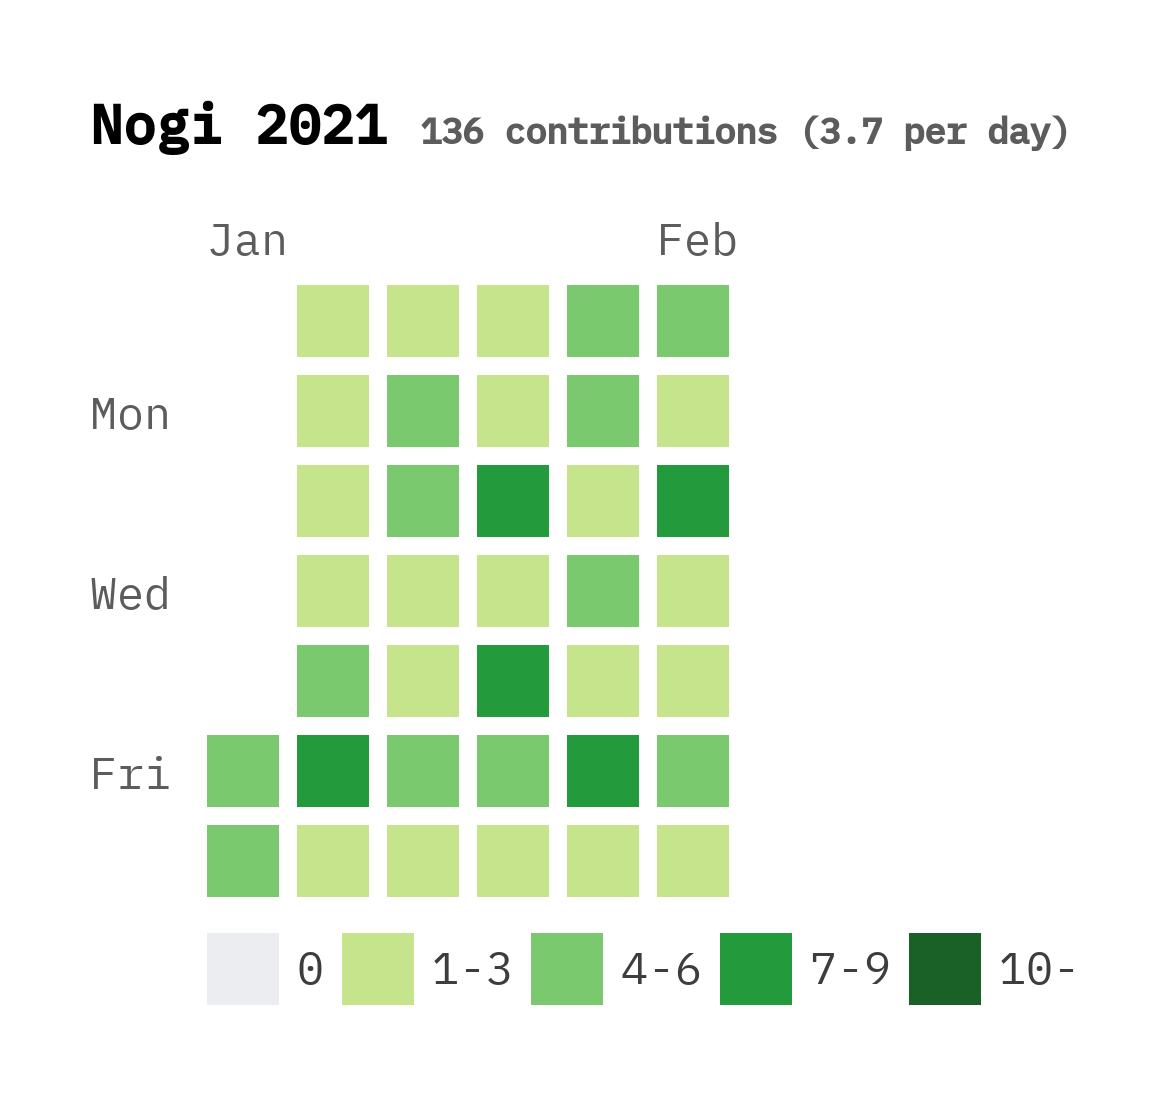 Nogi 2021 136 contributions (3.7 per day)
Jan Feb
Mon
Wed
Fri
0 1-3 4-6 7-9 10-